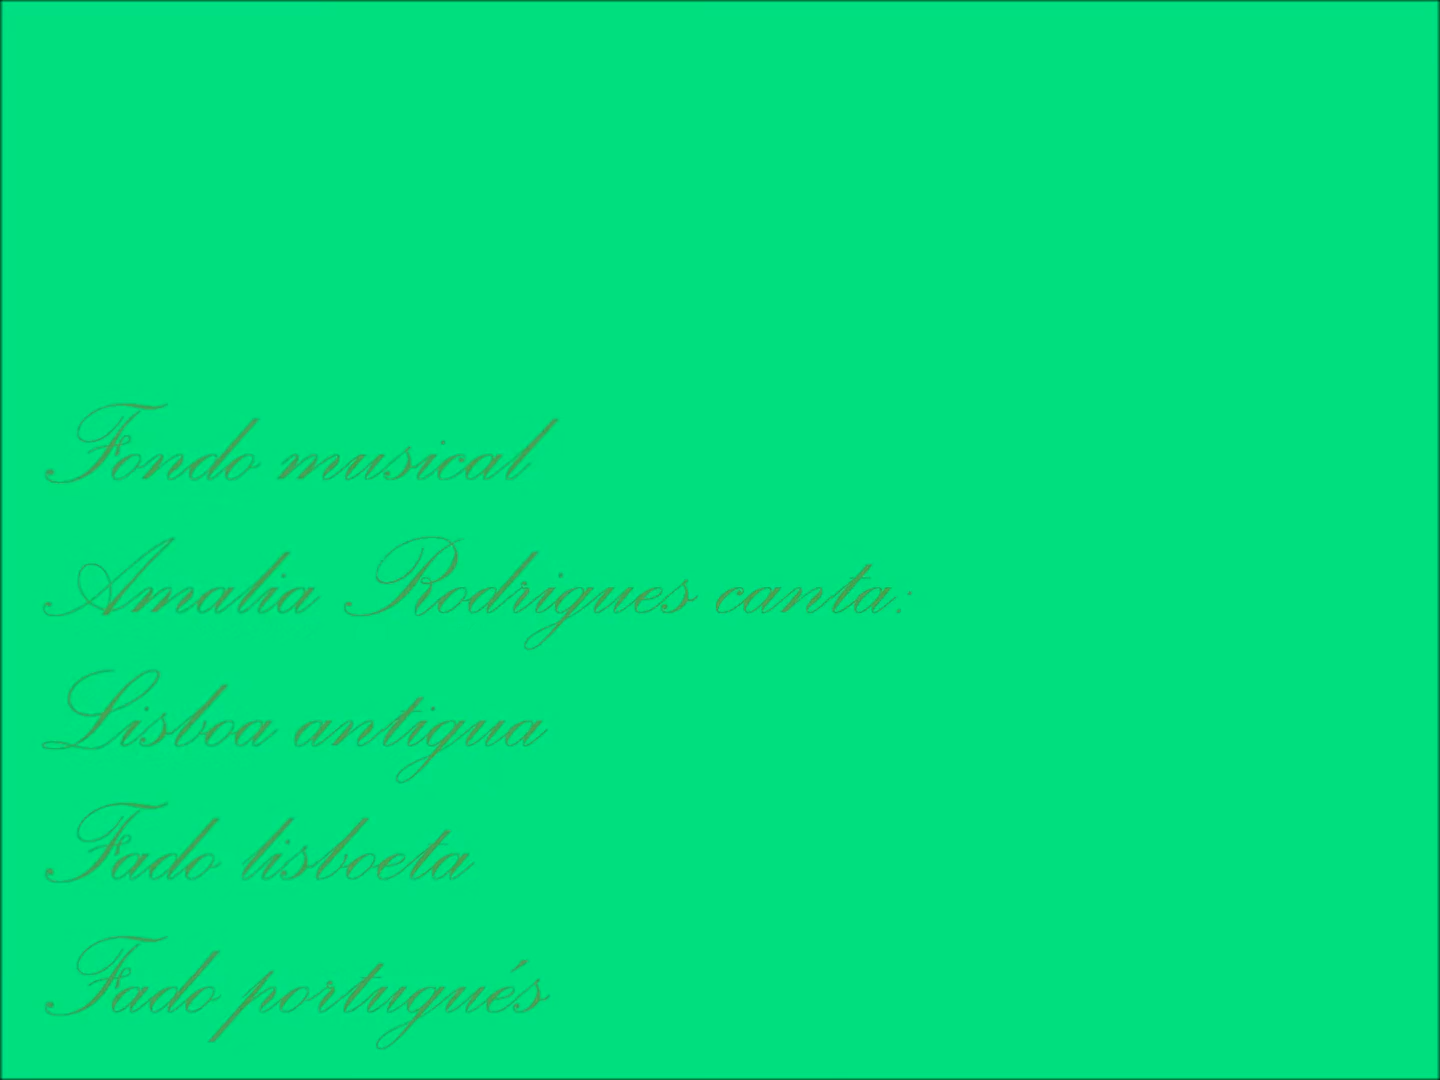 Fondo musical
Amalia Rodrigues canta:
Lisboa antigua
Fado lisboeta
Fado portugués